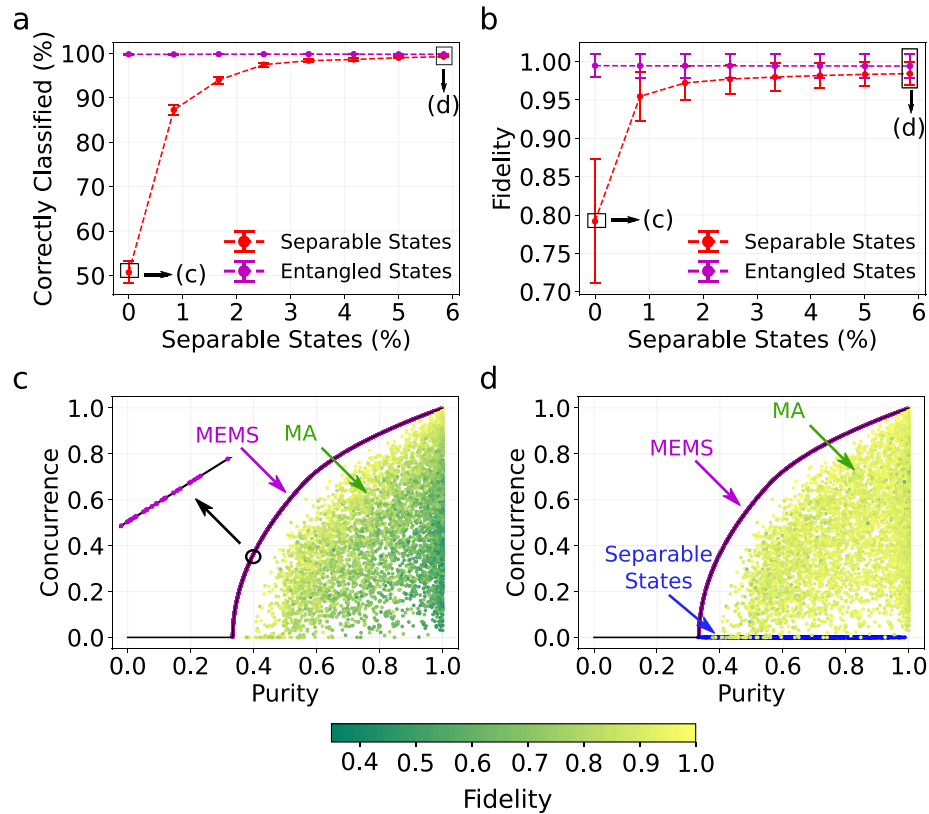 a
100
90
80
70
60
50
Correctly Classified (%)
0 1 2 3 4 5 6
Separable States (%)
(c)
(d)
Separable States
Entangled States
b
1.00
0.95
0.90
0.85
0.80
0.75
0.70
Fidelity
0 1 2 3 4 5 6
Separable States (%)
(c)
(d)
Separable States
Entangled States
c
1.0
0.8
0.6
0.4
0.2
0.0
Concurrence
MEMS
MA
0.0 0.2 0.4 0.6 0.8 1.0
Purity
d
1.0
0.8
0.6
0.4
0.2
0.0
Concurrence
MA
MEMS
Separable
States
0.0 0.2 0.4 0.6 0.8 1.0
Purity
0.4 0.5 0.6 0.7 0.8 0.9 1.0
Fidelity